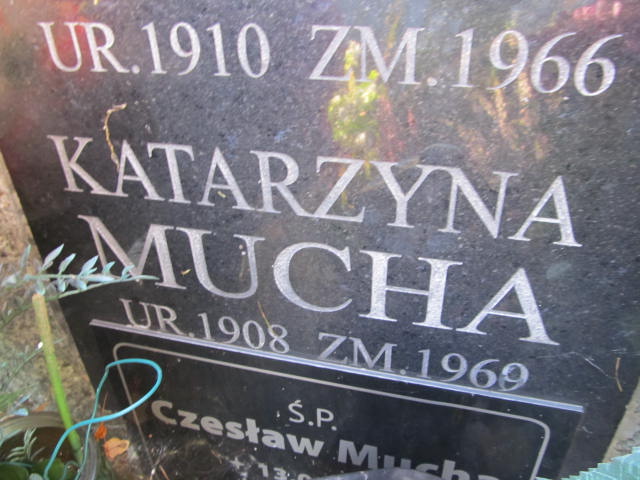 UR.1910 ZM.1966
KATARZYNA
MUCHA
UR.1908 ZM.1969
Ś.P.
Czesław Mucha